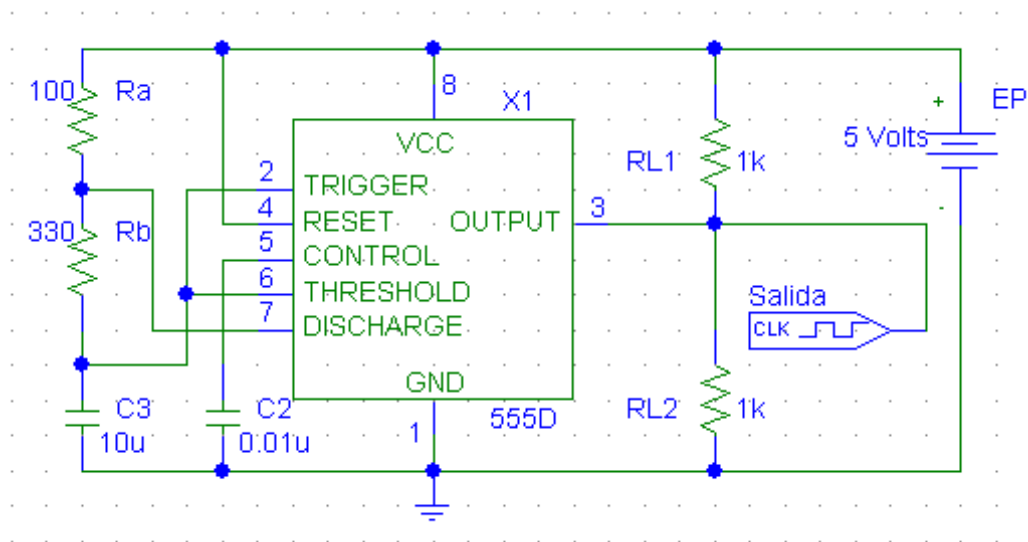 8
X1
EP
100 Ra
+
5 Volts
VCC
2
TRIGGER
RL1 1k
4
RESET OUTPUT 3
330 Rb
5
CONTROL
6
THRESHOLD
7
DISCHARGE
-
Salida
CLK
GND
C3
10u
C2
0.01u
1
555D
RL2 1k